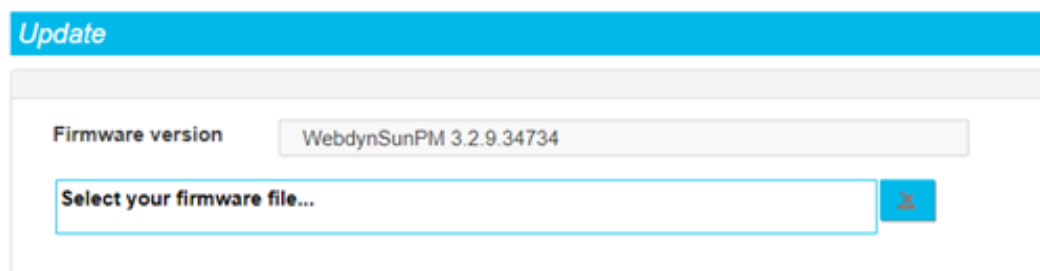 Update
Firmware version
WebdynSunPM 3.2.9.34734
Select your firmware file...